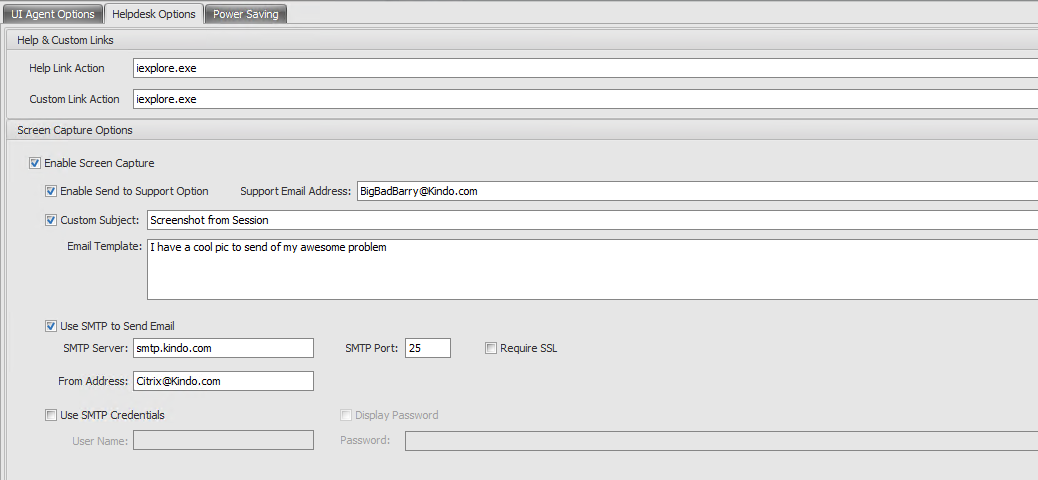 UI Agent Options Helpdesk Options Power Saving
Help & Custom Links
Help Link Action iexplore.exe
Custom Link Action iexplore.exe
Screen Capture Options
Enable Screen Capture
Enable Send to Support Option Support Email Address: BigBadBarry@Kindo.com
Custom Subject: Screenshot from Session
Email Template: I have a cool pic to send of my awesome problem
Use SMTP to Send Email
SMTP Server: smtp.kindo.com SMTP Port: 25 Require SSL
From Address: Citrix@Kindo.com
Use SMTP Credentials Display Password
User Name: Password: